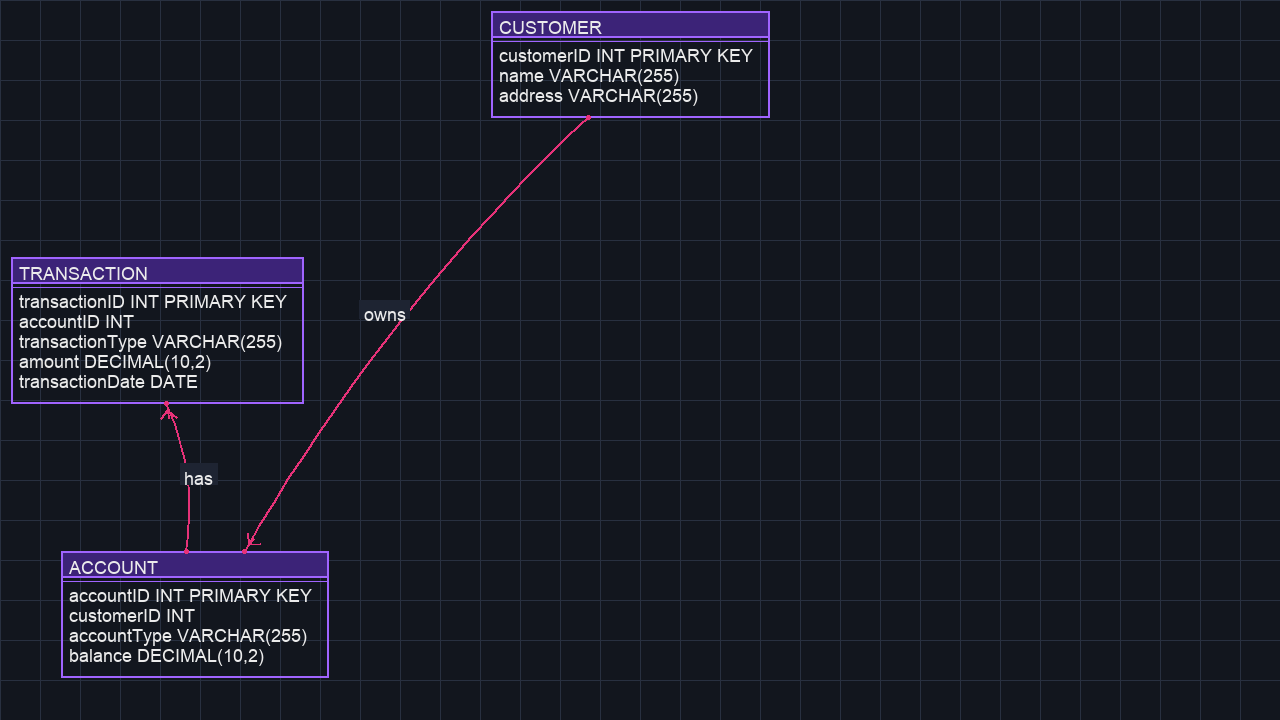 CUSTOMER
customerID INT PRIMARY KEY
name VARCHAR(255)
address VARCHAR(255)
TRANSACTION
transactionID INT PRIMARY KEY
accountID INT
transactionType VARCHAR(255)
amount DECIMAL(10,2)
transactionDate DATE
owns
has
ACCOUNT
accountID INT PRIMARY KEY
customerID INT
accountType VARCHAR(255)
balance DECIMAL(10,2)